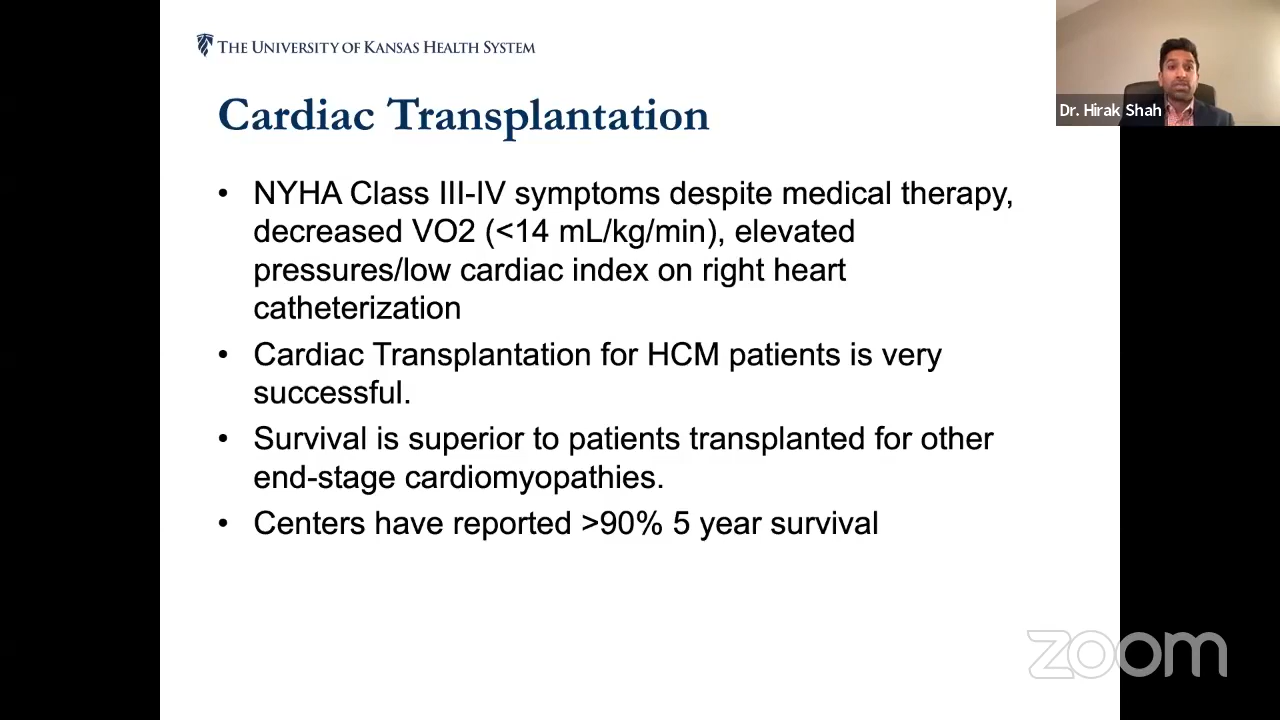 THE UNIVERSITY OF KANSAS HEALTH SYSTEM
Dr. Hirak Shah
Cardiac Transplantation
• NYHA Class III-IV symptoms despite medical therapy,
decreased VO2 (<14 mL/kg/min), elevated
pressures/low cardiac index on right heart
catheterization
• Cardiac Transplantation for HCM patients is very
successful.
• Survival is superior to patients transplanted for other
end-stage cardiomyopathies.
• Centers have reported >90% 5 year survival
zoom